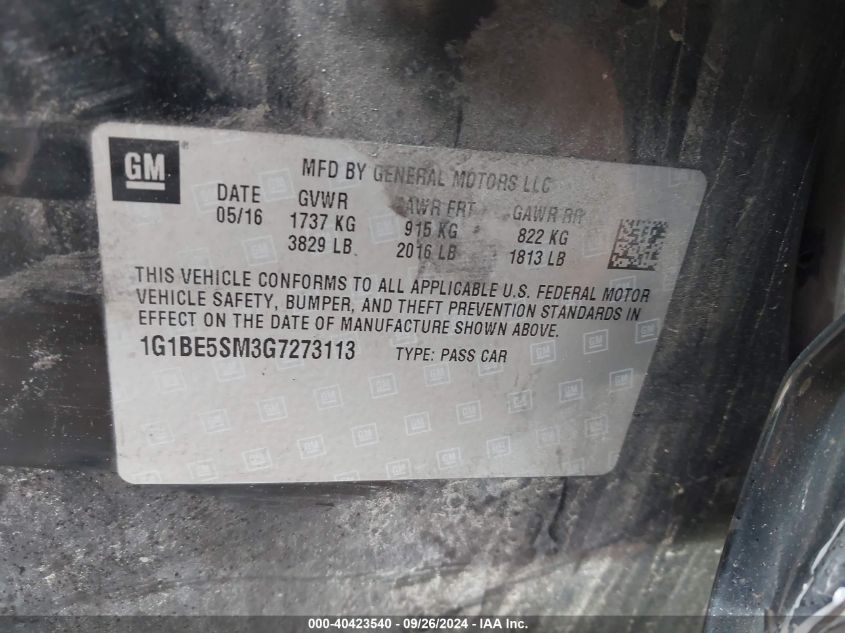 GM
MFD BY GENERAL MOTORS LLC
DATE GVWR GAWR FRT GAWR RR
05/16 1737 KG 915 KG 822 KG
3829 LB 2016 LB 1813 LB
THIS VEHICLE CONFORMS TO ALL APPLICABLE U.S. FEDERAL MOTOR
VEHICLE SAFETY, BUMPER, AND THEFT PREVENTION STANDARDS IN
EFFECT ON THE DATE OF MANUFACTURE SHOWN ABOVE.
1G1BE5SM3G7273113 TYPE: PASS CAR
000-40423540 - 09/26/2024 - IAAI.com.